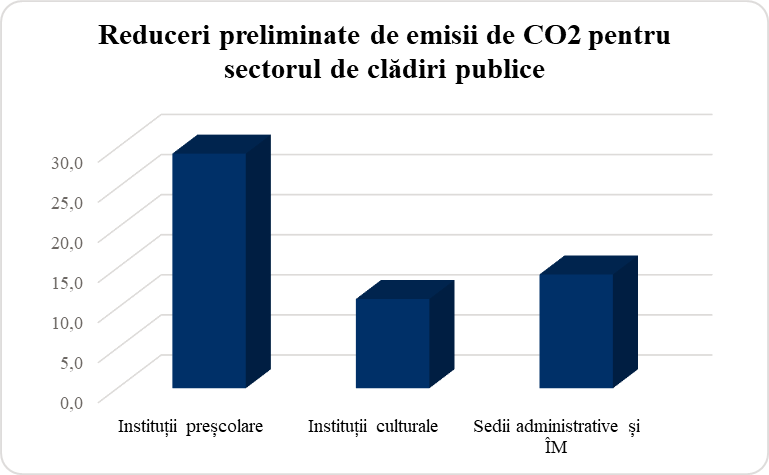 Reduceri preliminate de emisii de CO2 pentru
sectorul de clădiri publice
30,0
25,0
20,0
15,0
10,0
5,0
0,0
Instituții preșcolare
Instituții culturale
Sedii administrative și
ÎM